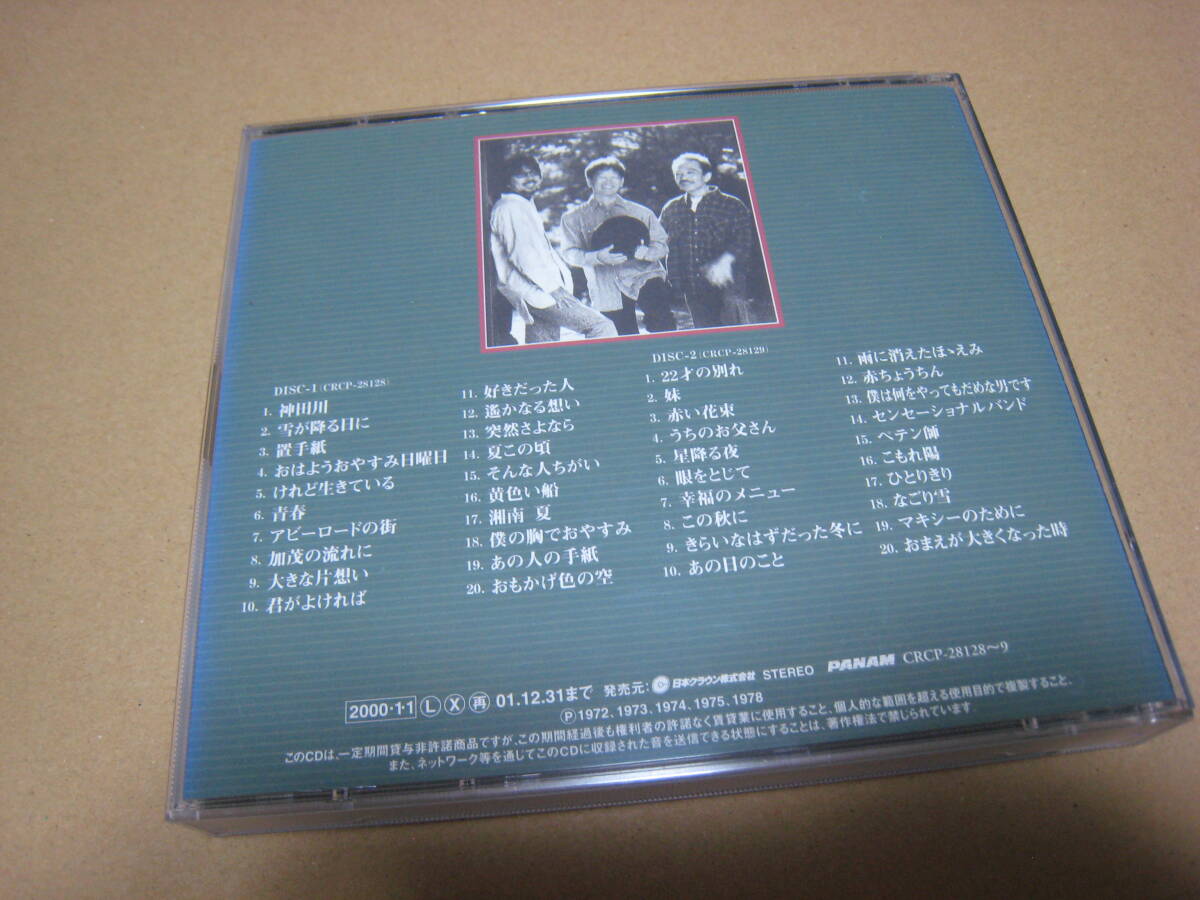 DISC-1 (CRCP-28128)
1. 神田川
2. 雪が降る日に
3. 置手紙
4. おはようおやすみ日曜日
5. けれど生きている
6. 青春
7. アビーロードの街
8. 加茂の流れに
9. 大きな片想い
10. 君がよければ
11. 好きだった人
12. 遙かなる想い
13. 突然さよなら
14. 夏この頃
15. そんな人ちがい
16. 黄色い船
17. 湘南 夏
18. 僕の胸でおやすみ
19. あの人の手紙
20. おもかげ色の空
DISC-2 (CRCP-28129)
1. 22才の別れ
2. 妹
3. 赤い花束
4. うちのお父さん
5. 星降る夜
6. 眼をとじて
7. 幸福のメニュー
8. この秋に
9. きらいなはずだった冬に
10. あの日のこと
11. 雨に消えたほゝえみ
12. 赤ちょうちん
13. 僕は何をやってもだめな男です
14. センセーショナルバンド
15. ペテン師
16. こもれ陽
17. ひとりきり
18. なごり雪
19. マキシーのために
20. おまえが大きくなった時
2000・11 Ⓛ Ⓧ ㊢ 01.12.31まで 発売元: 日本クラウン株式会社 STEREO PANAM CRCP-28128〜9
Ⓟ1972、1973、1974、1975、1978
このCDは、一定期間貸与非許諾商品ですが、この期間経過後も権利者の許諾なく賃貸業に使用すること、個人的な範囲を超える使用目的で複製すること、
また、ネットワーク等を通じてこのCDに収録された音を送信できる状態にすることは、著作権法で禁じられています。